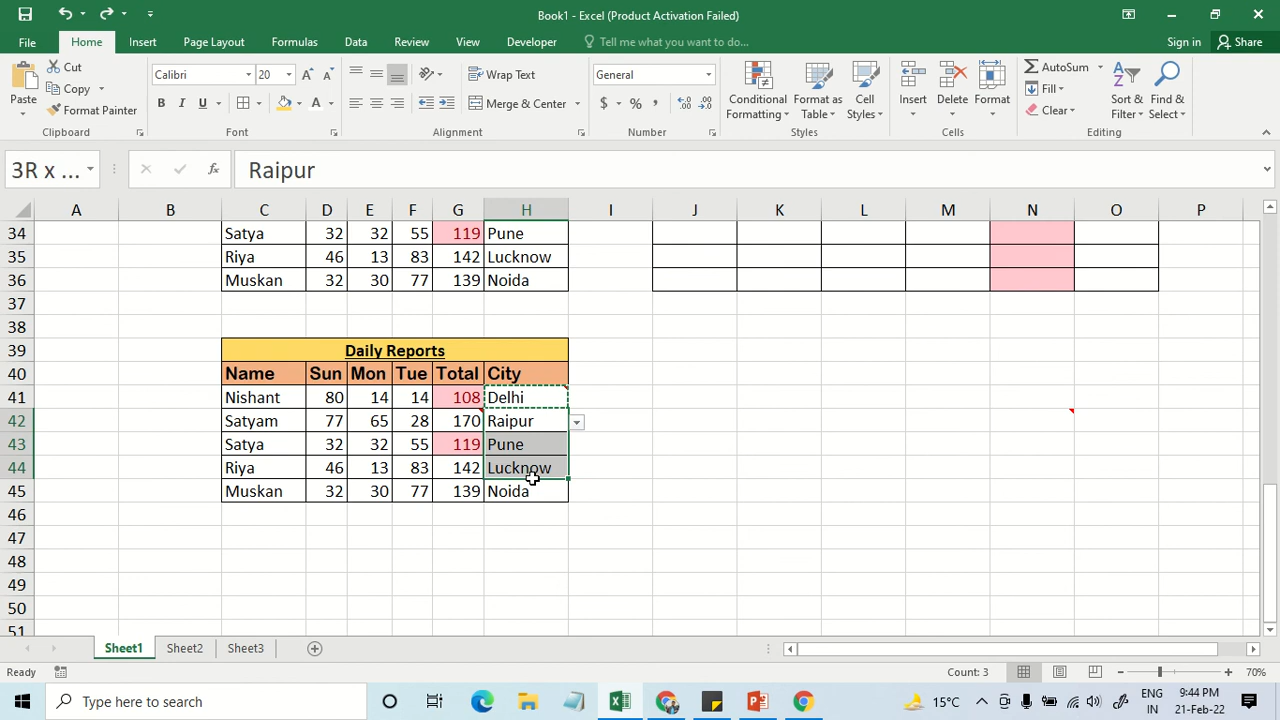 Book1 - Excel (Product Activation Failed)
File Home Insert Page Layout Formulas Data Review View Developer Tell me what you want to do... Sign in Share
Paste Cut Copy Format Painter
Clipboard
Calibri 20
B I U
Font
Wrap Text
Merge & Center
Alignment
General
$ % ,
Number
Conditional Formatting Format as Table Cell Styles
Styles
Insert Delete Format
Cells
AutoSum
Fill
Clear
Sort & Filter Find & Select
Editing
3R x ... fx Raipur
A B C D E F G H I J K L M N O P
34 Satya 32 32 55 119 Pune
35 Riya 46 13 83 142 Lucknow
36 Muskan 32 30 77 139 Noida
37
38
39 Daily Reports
40 Name Sun Mon Tue Total City
41 Nishant 80 14 14 108 Delhi
42 Satyam 77 65 28 170 Raipur
43 Satya 32 32 55 119 Pune
44 Riya 46 13 83 142 Lucknow
45 Muskan 32 30 77 139 Noida
46
47
48
49
50
51
Sheet1 Sheet2 Sheet3
Ready Count: 3 70%
Type here to search 15°C ENG IN 9:44 PM 21-Feb-22